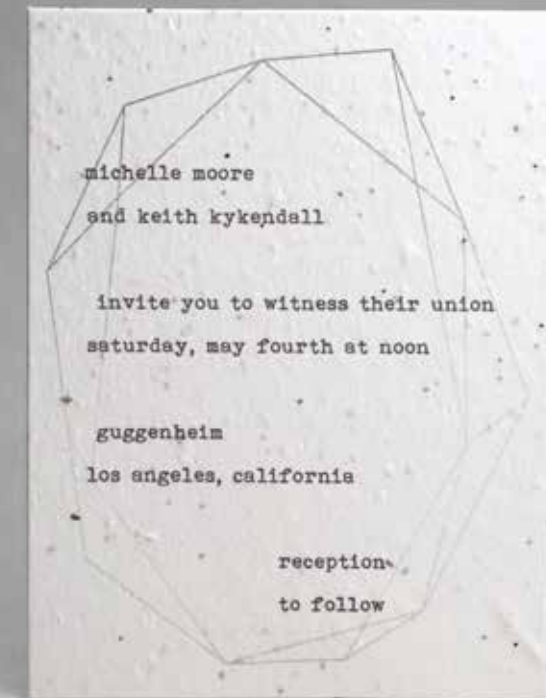 michelle moore
and keith kykendall
invite you to witness their union
saturday, may fourth at noon
guggenheim
los angeles, california
reception
to follow